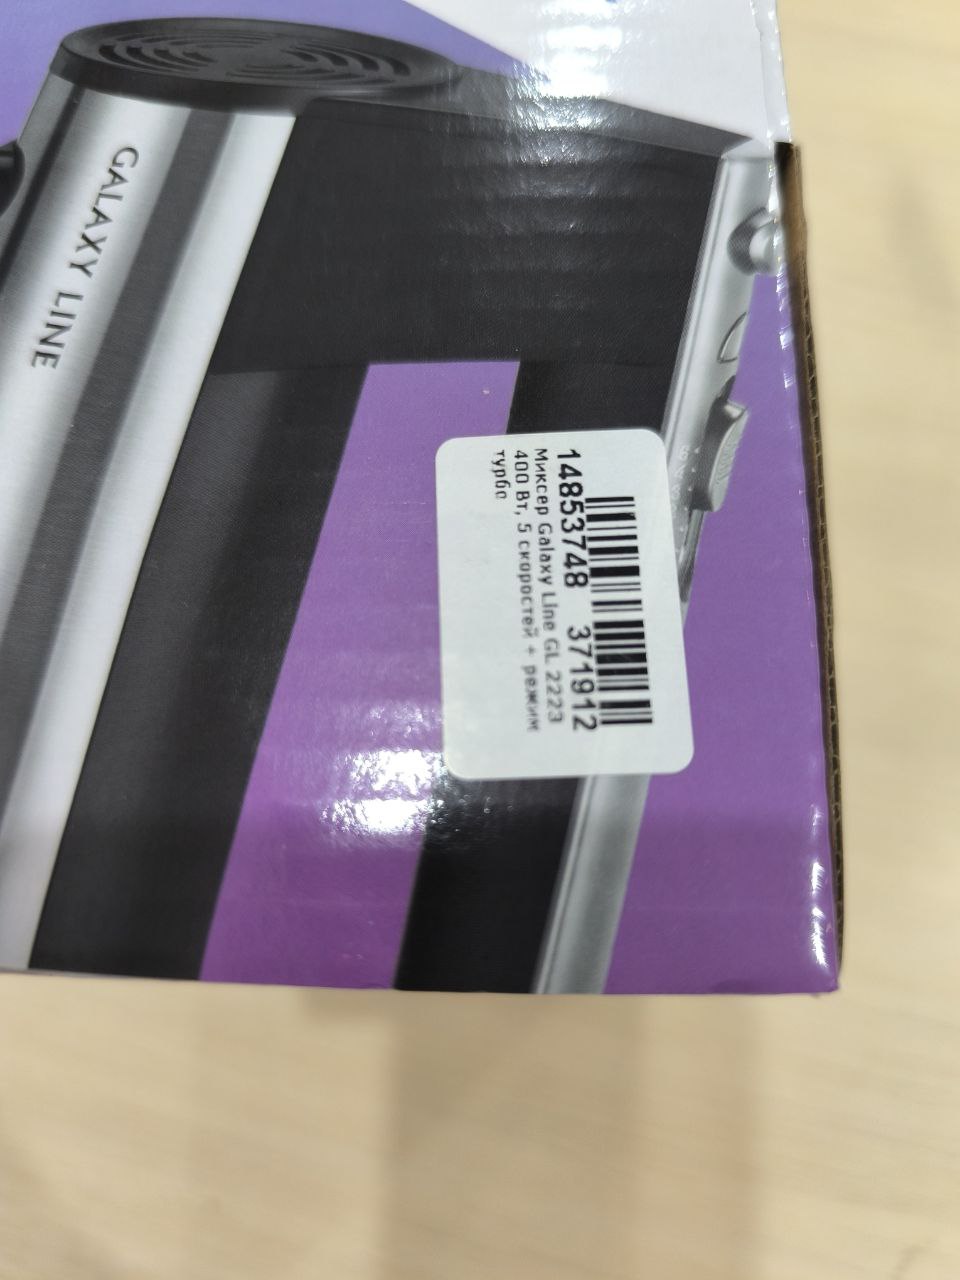 GALAXY LINE
14853748 371912
Миксер Galaxy Line GL 2223
400 Вт, 5 скоростей + режим
турбо